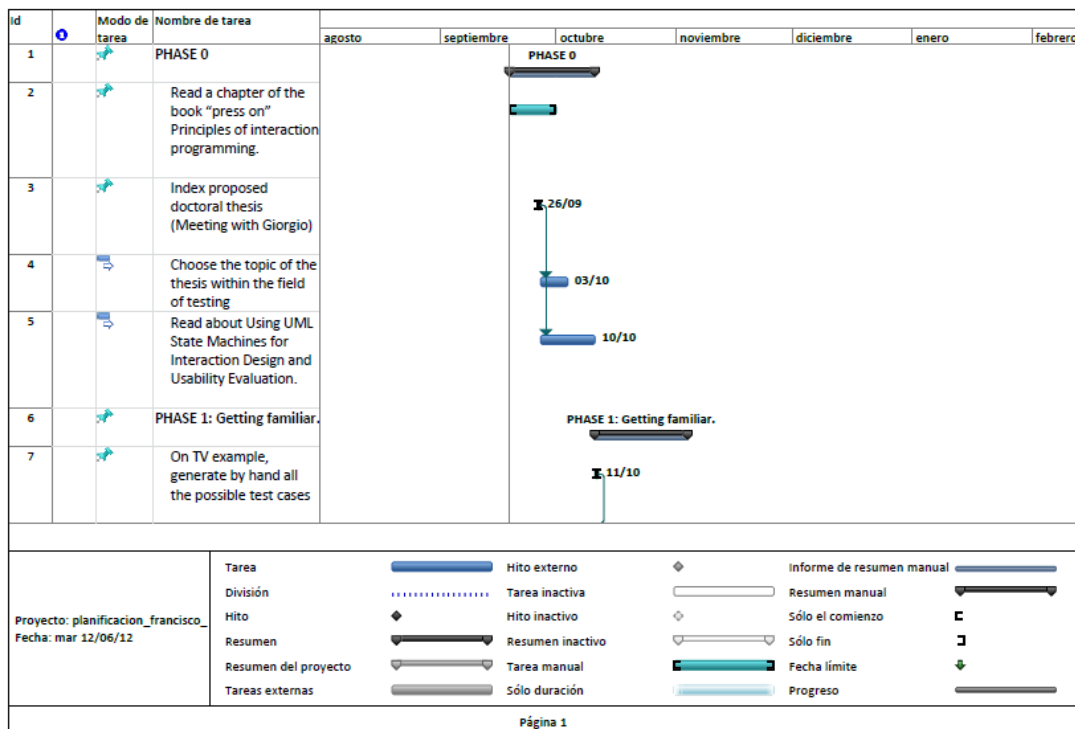 Id
Modo de
tarea
Nombre de tarea
agosto septiembre octubre noviembre diciembre enero febrero
1 PHASE 0
PHASE 0
2 Read a chapter of the
book “press on”
Principles of interaction
programming.
3 Index proposed
doctoral thesis
(Meeting with Giorgio)
26/09
4 Choose the topic of the
thesis within the field
of testing
03/10
5 Read about Using UML
State Machines for
Interaction Design and
Usability Evaluation.
10/10
6 PHASE 1: Getting familiar.
PHASE 1: Getting familiar.
7 On TV example,
generate by hand all
the possible test cases
11/10
Proyecto: planificacion_francisco_
Fecha: mar 12/06/12
Tarea
División
Hito
Resumen
Resumen del proyecto
Tareas externas
Hito externo
Tarea inactiva
Hito inactivo
Resumen inactivo
Tarea manual
Sólo duración
Informe de resumen manual
Resumen manual
Sólo el comienzo
Sólo fin
Fecha límite
Progreso
Página 1